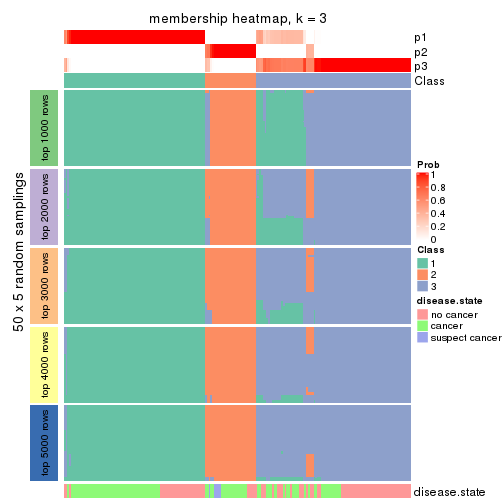 membership heatmap, k = 3
p1
p2
p3
Class
50 x 5 random samplings
top 1000 rows
top 2000 rows
top 3000 rows
top 4000 rows
top 5000 rows
Prob
1
0.8
0.6
0.4
0.2
0
Class
1
2
3
disease.state
no cancer
cancer
suspect cancer
disease.state